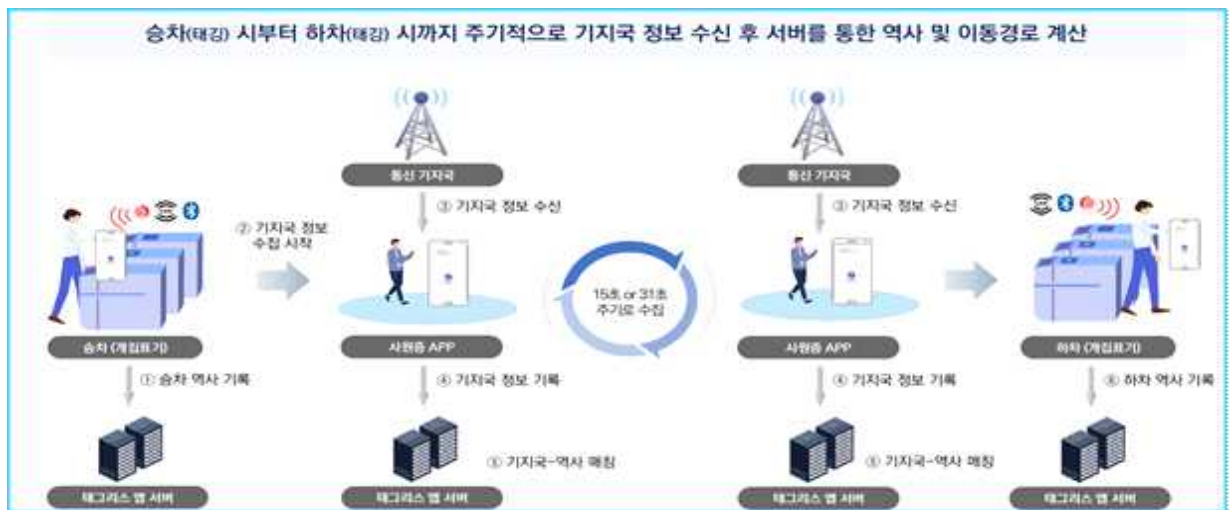 승차(태깅) 시부터 하차(태깅) 시까지 주기적으로 기지국 정보 수신 후 서버를 통한 역사 및 이동경로 계산
통신 기지국
통신 기지국
③ 기지국 정보 수신
③ 기지국 정보 수신
② 기지국 정보
수집 시작
15초 or 31초
주기로 수집
승차 (개집표기)
사원증 APP
사원증 APP
하차 (개집표기)
① 승차 역사 기록
④ 기지국 정보 기록
④ 기지국 정보 기록
⑥ 하차 역사 기록
⑤ 기지국-역사 매칭
⑤ 기지국-역사 매칭
태그리스 앱 서버
태그리스 앱 서버
태그리스 앱 서버
태그리스 앱 서버